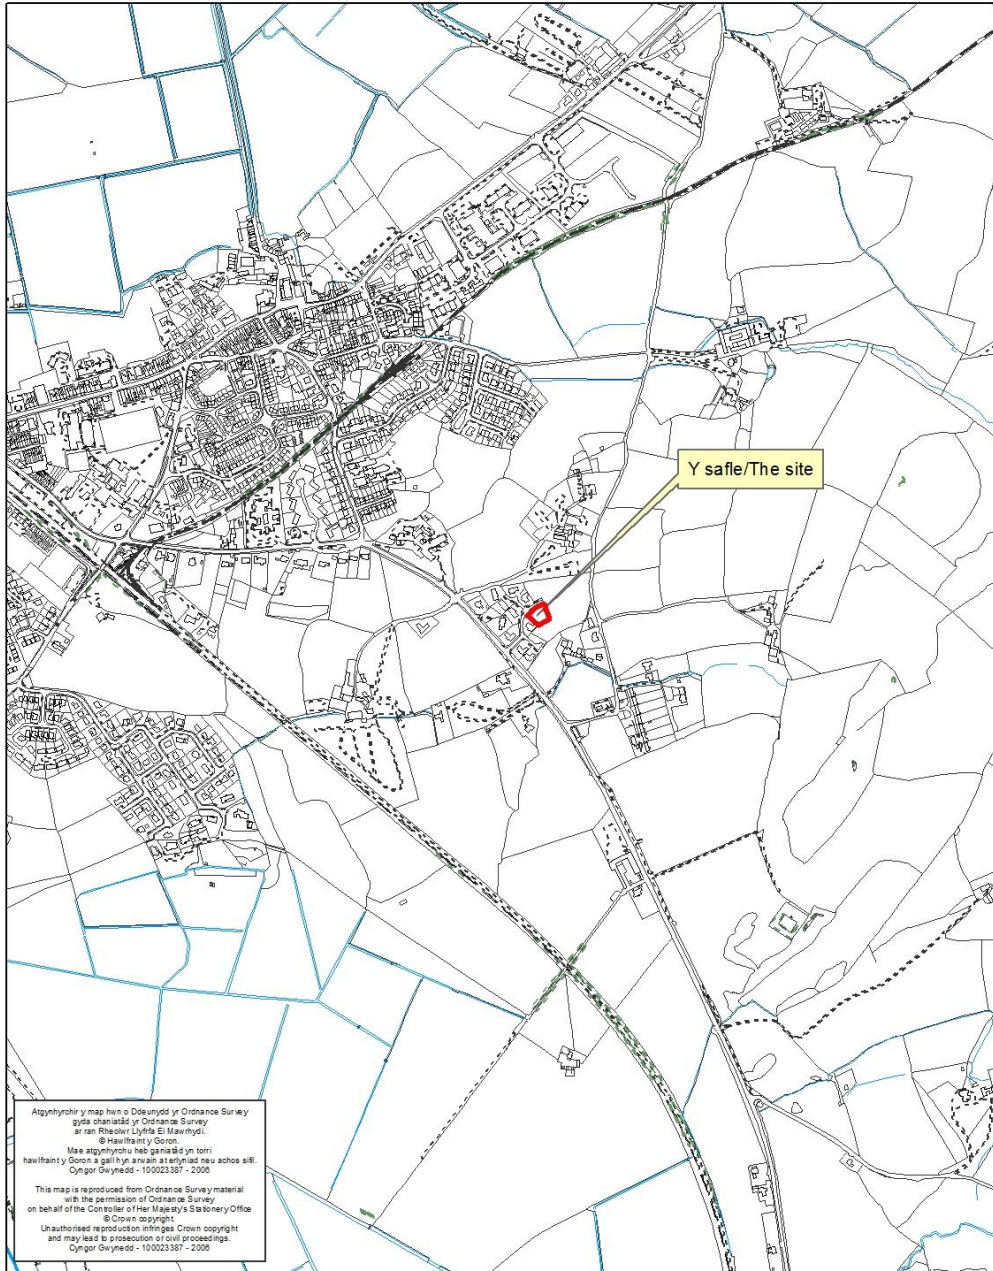 Y safle/The site
Atgynhyrchir y map hwn o Ddeunydd yr Ordnance Survey
gyda chaniatâd yr Ordnance Survey
ar ran Rheolwr Llyfrfa Ei Mawrhydi.
© Hawlfraint y Goron.
Mae atgynhyrchu heb ganiatâd yn torri
hawlfraint y Goron a gall hyn arwain at erlyniad neu achos sifil.
Cyngor Gwynedd - 100023387 - 2006
This map is reproduced from Ordnance Survey material
with the permission of Ordnance Survey
on behalf of the Controller of Her Majesty's Stationery Office
© Crown copyright.
Unauthorised reproduction infringes Crown copyright
and may lead to prosecution or civil proceedings.
Cyngor Gwynedd - 100023387 - 2006